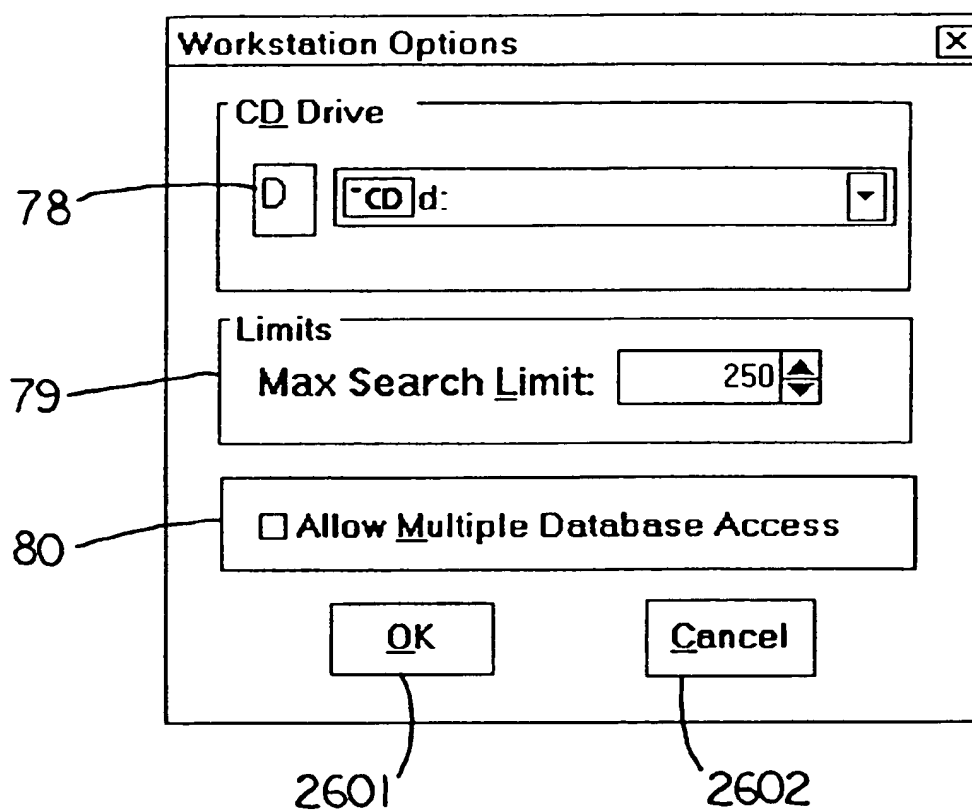 Workstation Options
CD Drive
78
D
CD d:
Limits
79
Max Search Limit: 250
80
Allow Multiple Database Access
OK
Cancel
2601
2602